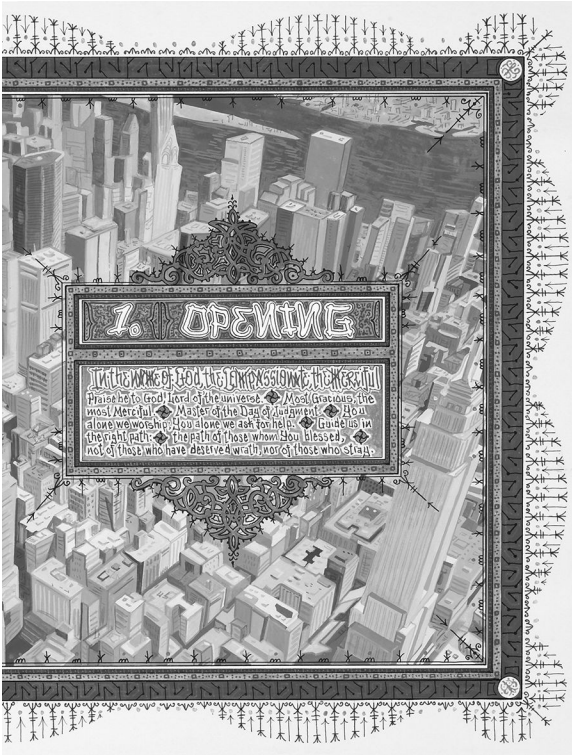 1. OPENING
In the name of God, the Compassionate, the Merciful
Praise be to God, Lord of the universe. Most Gracious, the
most Merciful. Master of the Day of Judgment. You
alone we worship, You alone we ask for help. Guide us in
the right path: the path of those whom You blessed,
not of those who have deserved wrath, nor of those who stray.